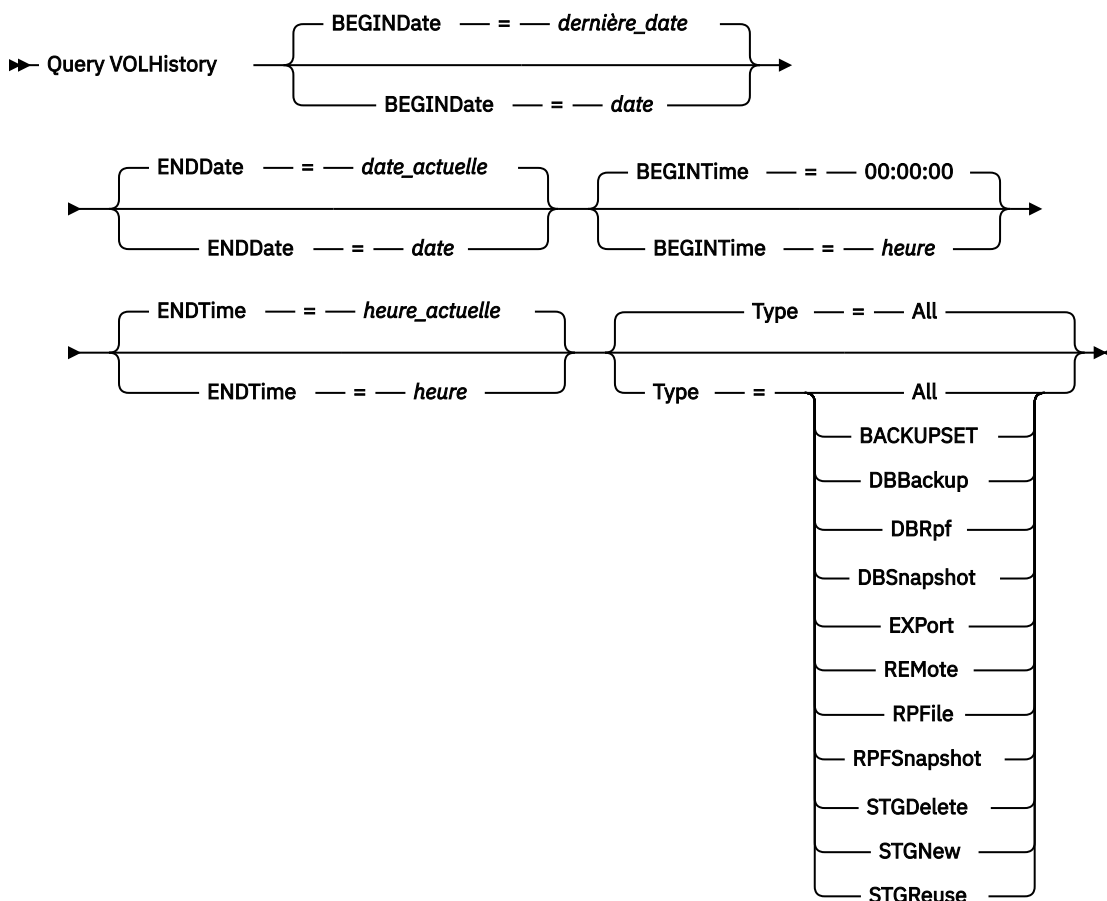 BEGINDate = dernière_date
Query VOLHistory
BEGINDate = date
ENDDate = date_actuelle BEGINTime = 00:00:00
ENDDate = date BEGINTime = heure
ENDTime = heure_actuelle Type = All
ENDTime = heure Type = All
BACKUPSET
DBBackup
DBRpf
DBSnapshot
EXPort
REMote
RPFile
RPFSnapshot
STGDelete
STGNew
STGReuse